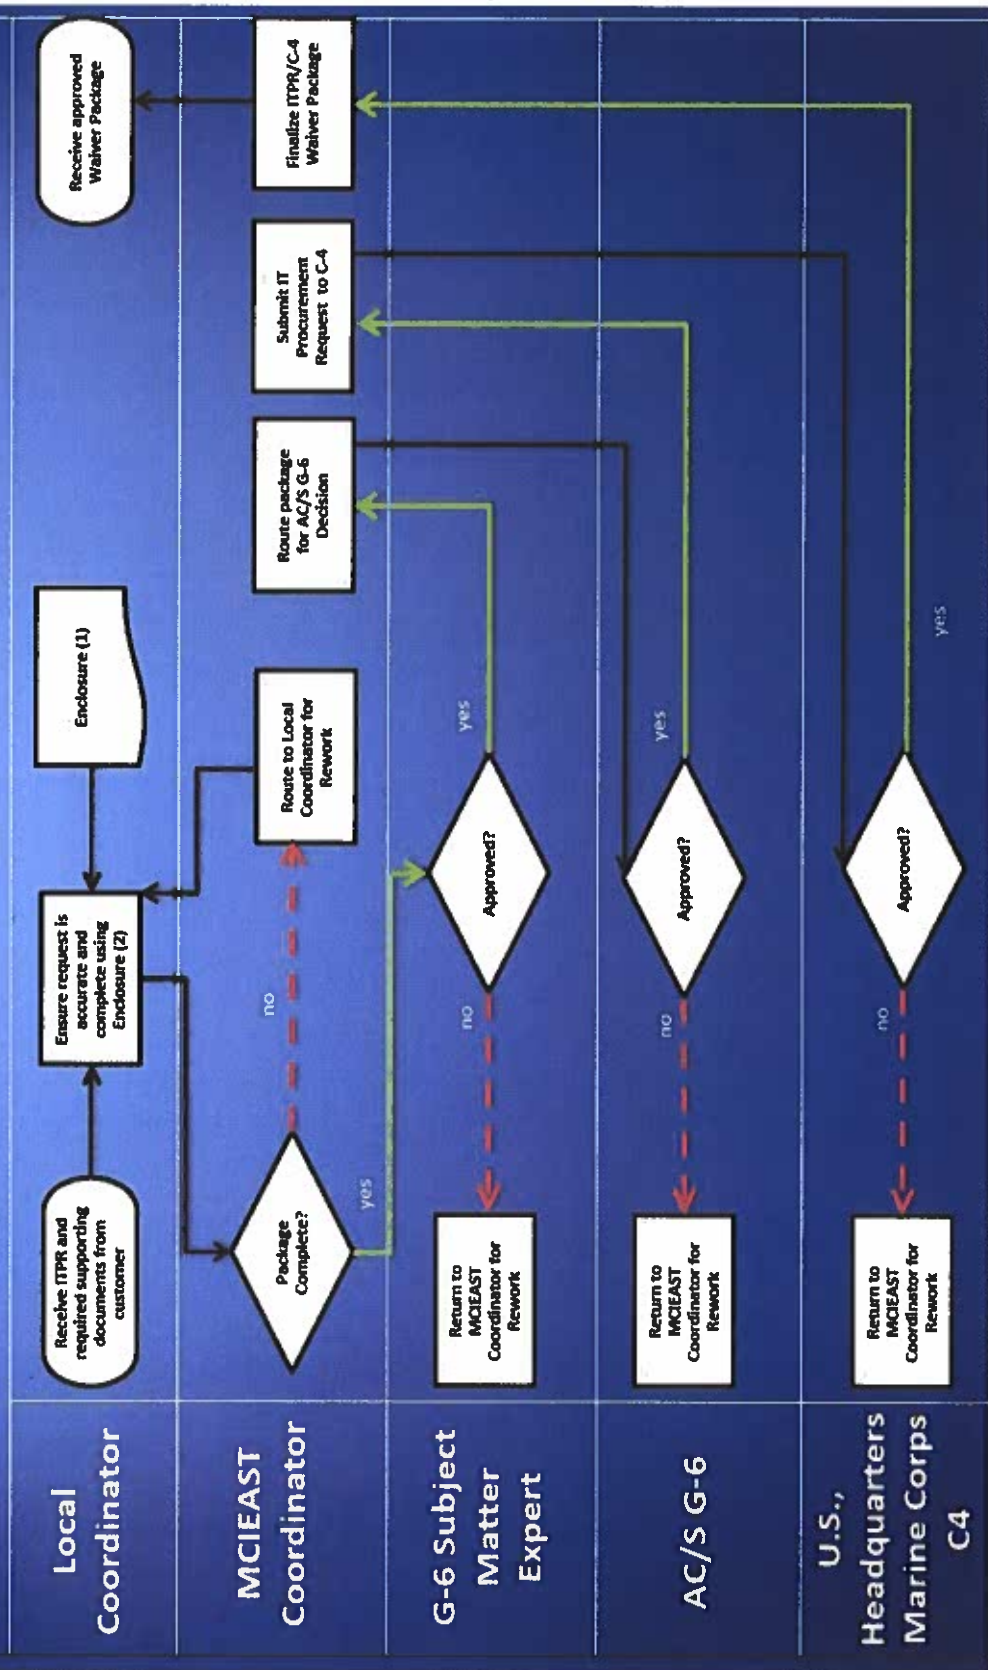 Local
Coordinator
Receive ITPR and
required supporting
documents from
customer
Ensure request is
accurate and
complete using
Enclosure (2)
Enclosure (1)
Receive approved
Waiver Package
MCIEAST
Coordinator
Package
Complete?
no
yes
Route to Local
Coordinator for
Rework
Route package
for AC/S G-6
Decision
Submit IT
Procurement
Request to C-4
Finalize ITPR/C-4
Waiver Package
G-6 Subject
Matter
Expert
Return to
MCIEAST
Coordinator for
Rework
no
Approved?
yes
AC/S G-6
Return to
MCIEAST
Coordinator for
Rework
no
Approved?
yes
U.S.,
Headquarters
Marine Corps
C4
Return to
MCIEAST
Coordinator for
Rework
no
Approved?
yes